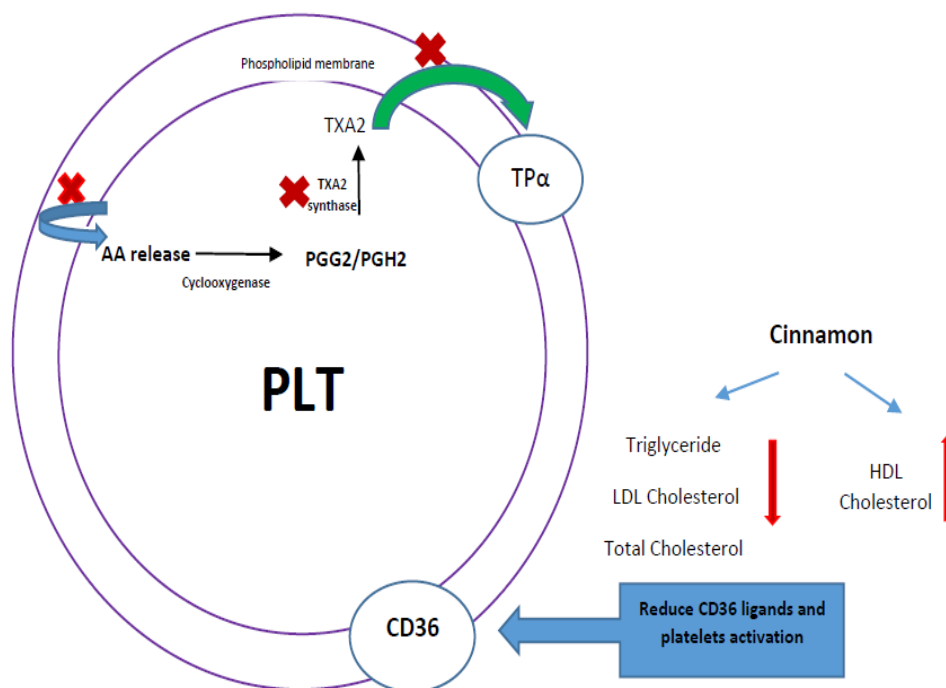 Phospholipid membrane
TXA2
TPα
TXA2
synthase
AA release
Cyclooxygenase
PGG2/PGH2
PLT
CD36
Cinnamon
Triglyceride
LDL Cholesterol
Total Cholesterol
HDL
Cholesterol
Reduce CD36 ligands and
platelets activation